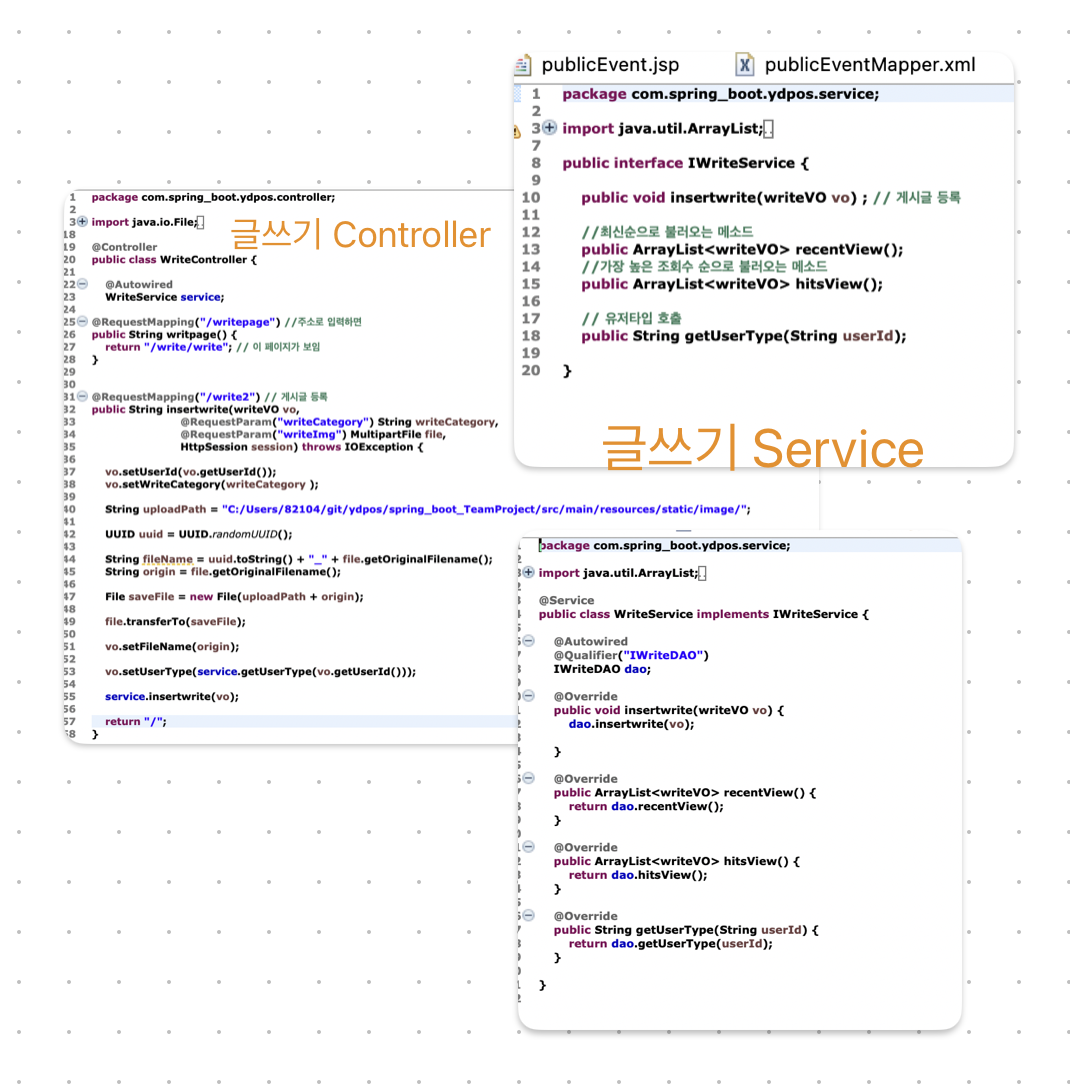 publicEvent.jsp publicEventMapper.xml
1 package com.spring_boot.ydpos.service;
2
3 import java.util.ArrayList;
7
8 public interface IWriteService {
9
10 public void insertwrite(writeVO vo) ; // 게시글 등록
11
12 //최신순으로 불러오는 메소드
13 public ArrayList<writeVO> recentView();
14 //가장 높은 조회수 순으로 불러오는 메소드
15 public ArrayList<writeVO> hitsView();
16
17 // 유저타입 호출
18 public String getUserType(String userId);
19
20 }
글쓰기 Service
1 package com.spring_boot.ydpos.controller;
2
3 import java.io.File;
18
글쓰기 Controller
19 @Controller
20 public class WriteController {
21
22 @Autowired
23 WriteService service;
24
25 @RequestMapping("/writepage") //주소로 입력하면
26 public String writpage() {
27 return "/write/write"; // 이 페이지가 보임
28 }
29
30
31 @RequestMapping("/write2") // 게시글 등록
32 public String insertwrite(writeVO vo,
33 @RequestParam("writeCategory") String writeCategory,
34 @RequestParam("writeImg") MultipartFile file,
35 HttpSession session) throws IOException {
36
37 vo.setUserId(vo.getUserId());
38 vo.setWriteCategory(writeCategory );
39
40 String uploadPath = "C:/Users/82104/git/ydpos/spring_boot_TeamProject/src/main/resources/static/image/";
41
42 UUID uuid = UUID.randomUUID();
43
44 String fileName = uuid.toString() + "_" + file.getOriginalFilename();
45 String origin = file.getOriginalFilename();
46
47 File saveFile = new File(uploadPath + origin);
48
49 file.transferTo(saveFile);
50
51 vo.setFileName(origin);
52
53 vo.setUserType(service.getUserType(vo.getUserId()));
54
55 service.insertwrite(vo);
56
57 return "/";
58 }
package com.spring_boot.ydpos.service;
import java.util.ArrayList;
@Service
public class WriteService implements IWriteService {
@Autowired
@Qualifier("IWriteDAO")
IWriteDAO dao;
@Override
public void insertwrite(writeVO vo) {
dao.insertwrite(vo);
}
@Override
public ArrayList<writeVO> recentView() {
return dao.recentView();
}
@Override
public ArrayList<writeVO> hitsView() {
return dao.hitsView();
}
@Override
public String getUserType(String userId) {
return dao.getUserType(userId);
}
}